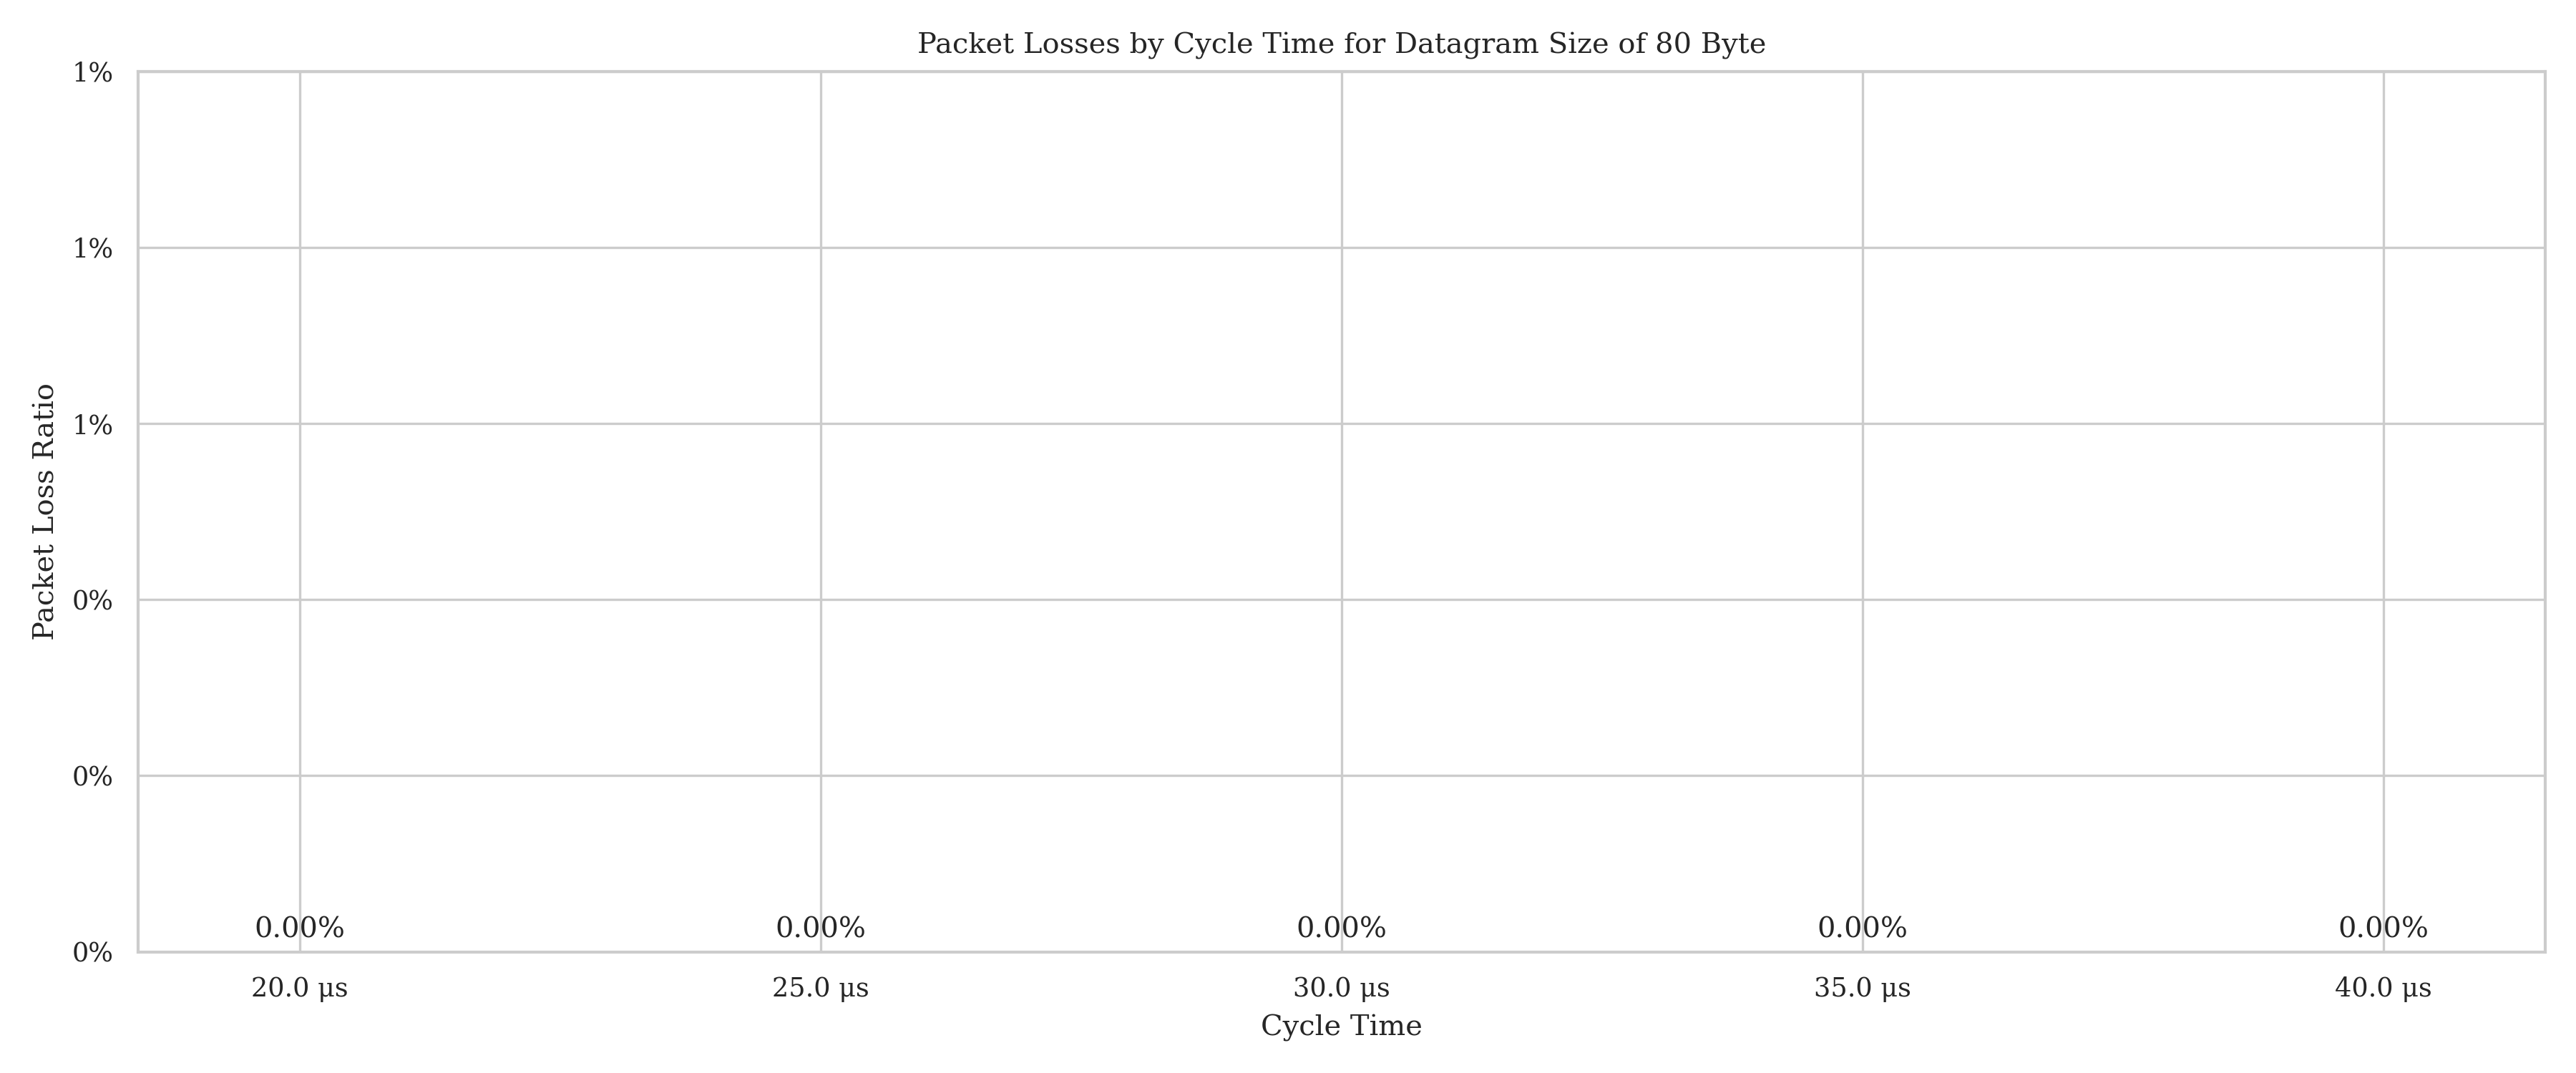 Packet Losses by Cycle Time for Datagram Size of 80 Byte
1%
1%
1%
0%
0%
0%
Packet Loss Ratio
0.00% 0.00% 0.00% 0.00% 0.00%
20.0 µs 25.0 µs 30.0 µs 35.0 µs 40.0 µs
Cycle Time